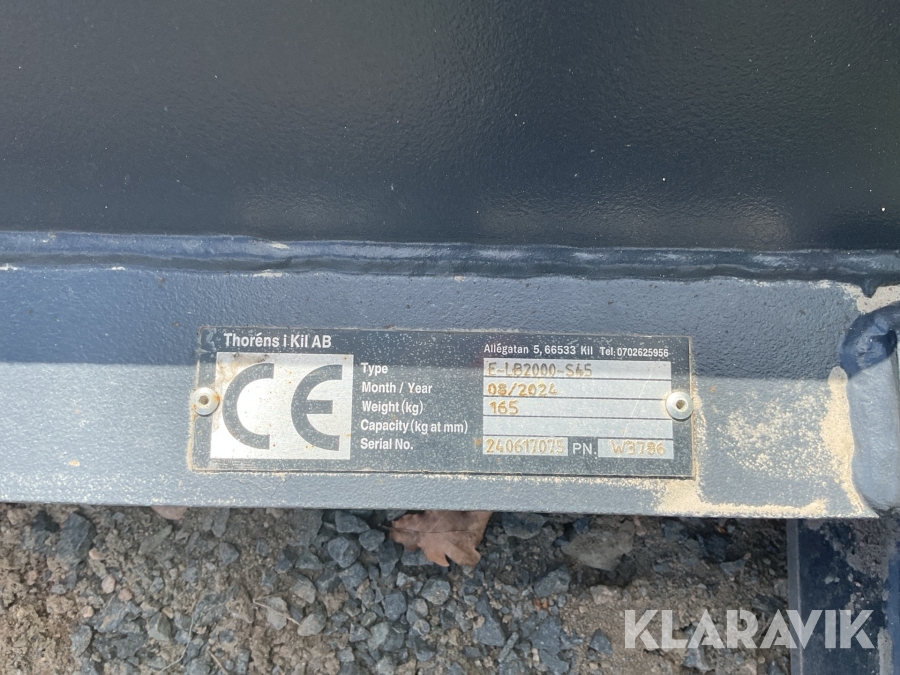 Thoréns i Kil AB
Allégatan 5, 66533 Kil Tel: 0702625956
CE
Type E-LB2000-S45
Month / Year 08/2024
Weight (kg) 165
Capacity (kg at mm)
Serial No. 240617075 PN. W3786
KLARAVIK